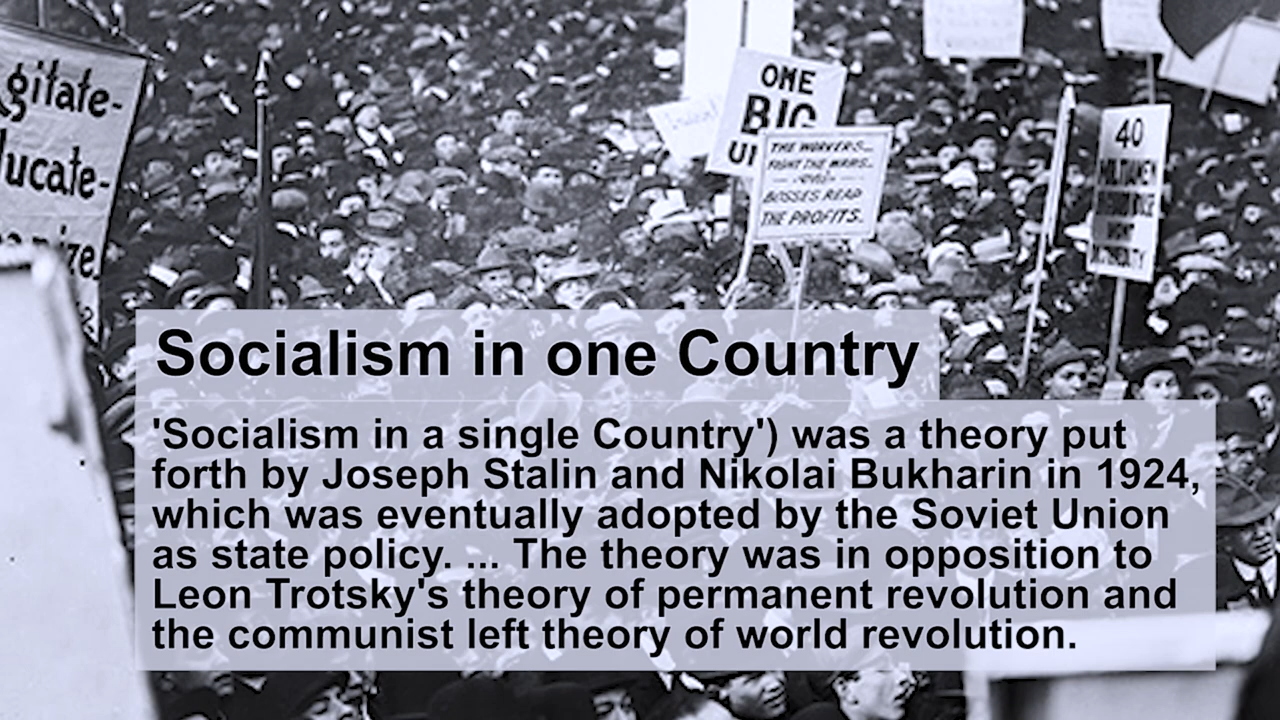 gitate-
ucate-
ize
ONE
BIG
THE WORKERS...
FIGHT THE WARS...
BOSSES REAP
THE PROFITS.
40
Socialism in one Country
'Socialism in a single Country') was a theory put
forth by Joseph Stalin and Nikolai Bukharin in 1924,
which was eventually adopted by the Soviet Union
as state policy. ... The theory was in opposition to
Leon Trotsky's theory of permanent revolution and
the communist left theory of world revolution.